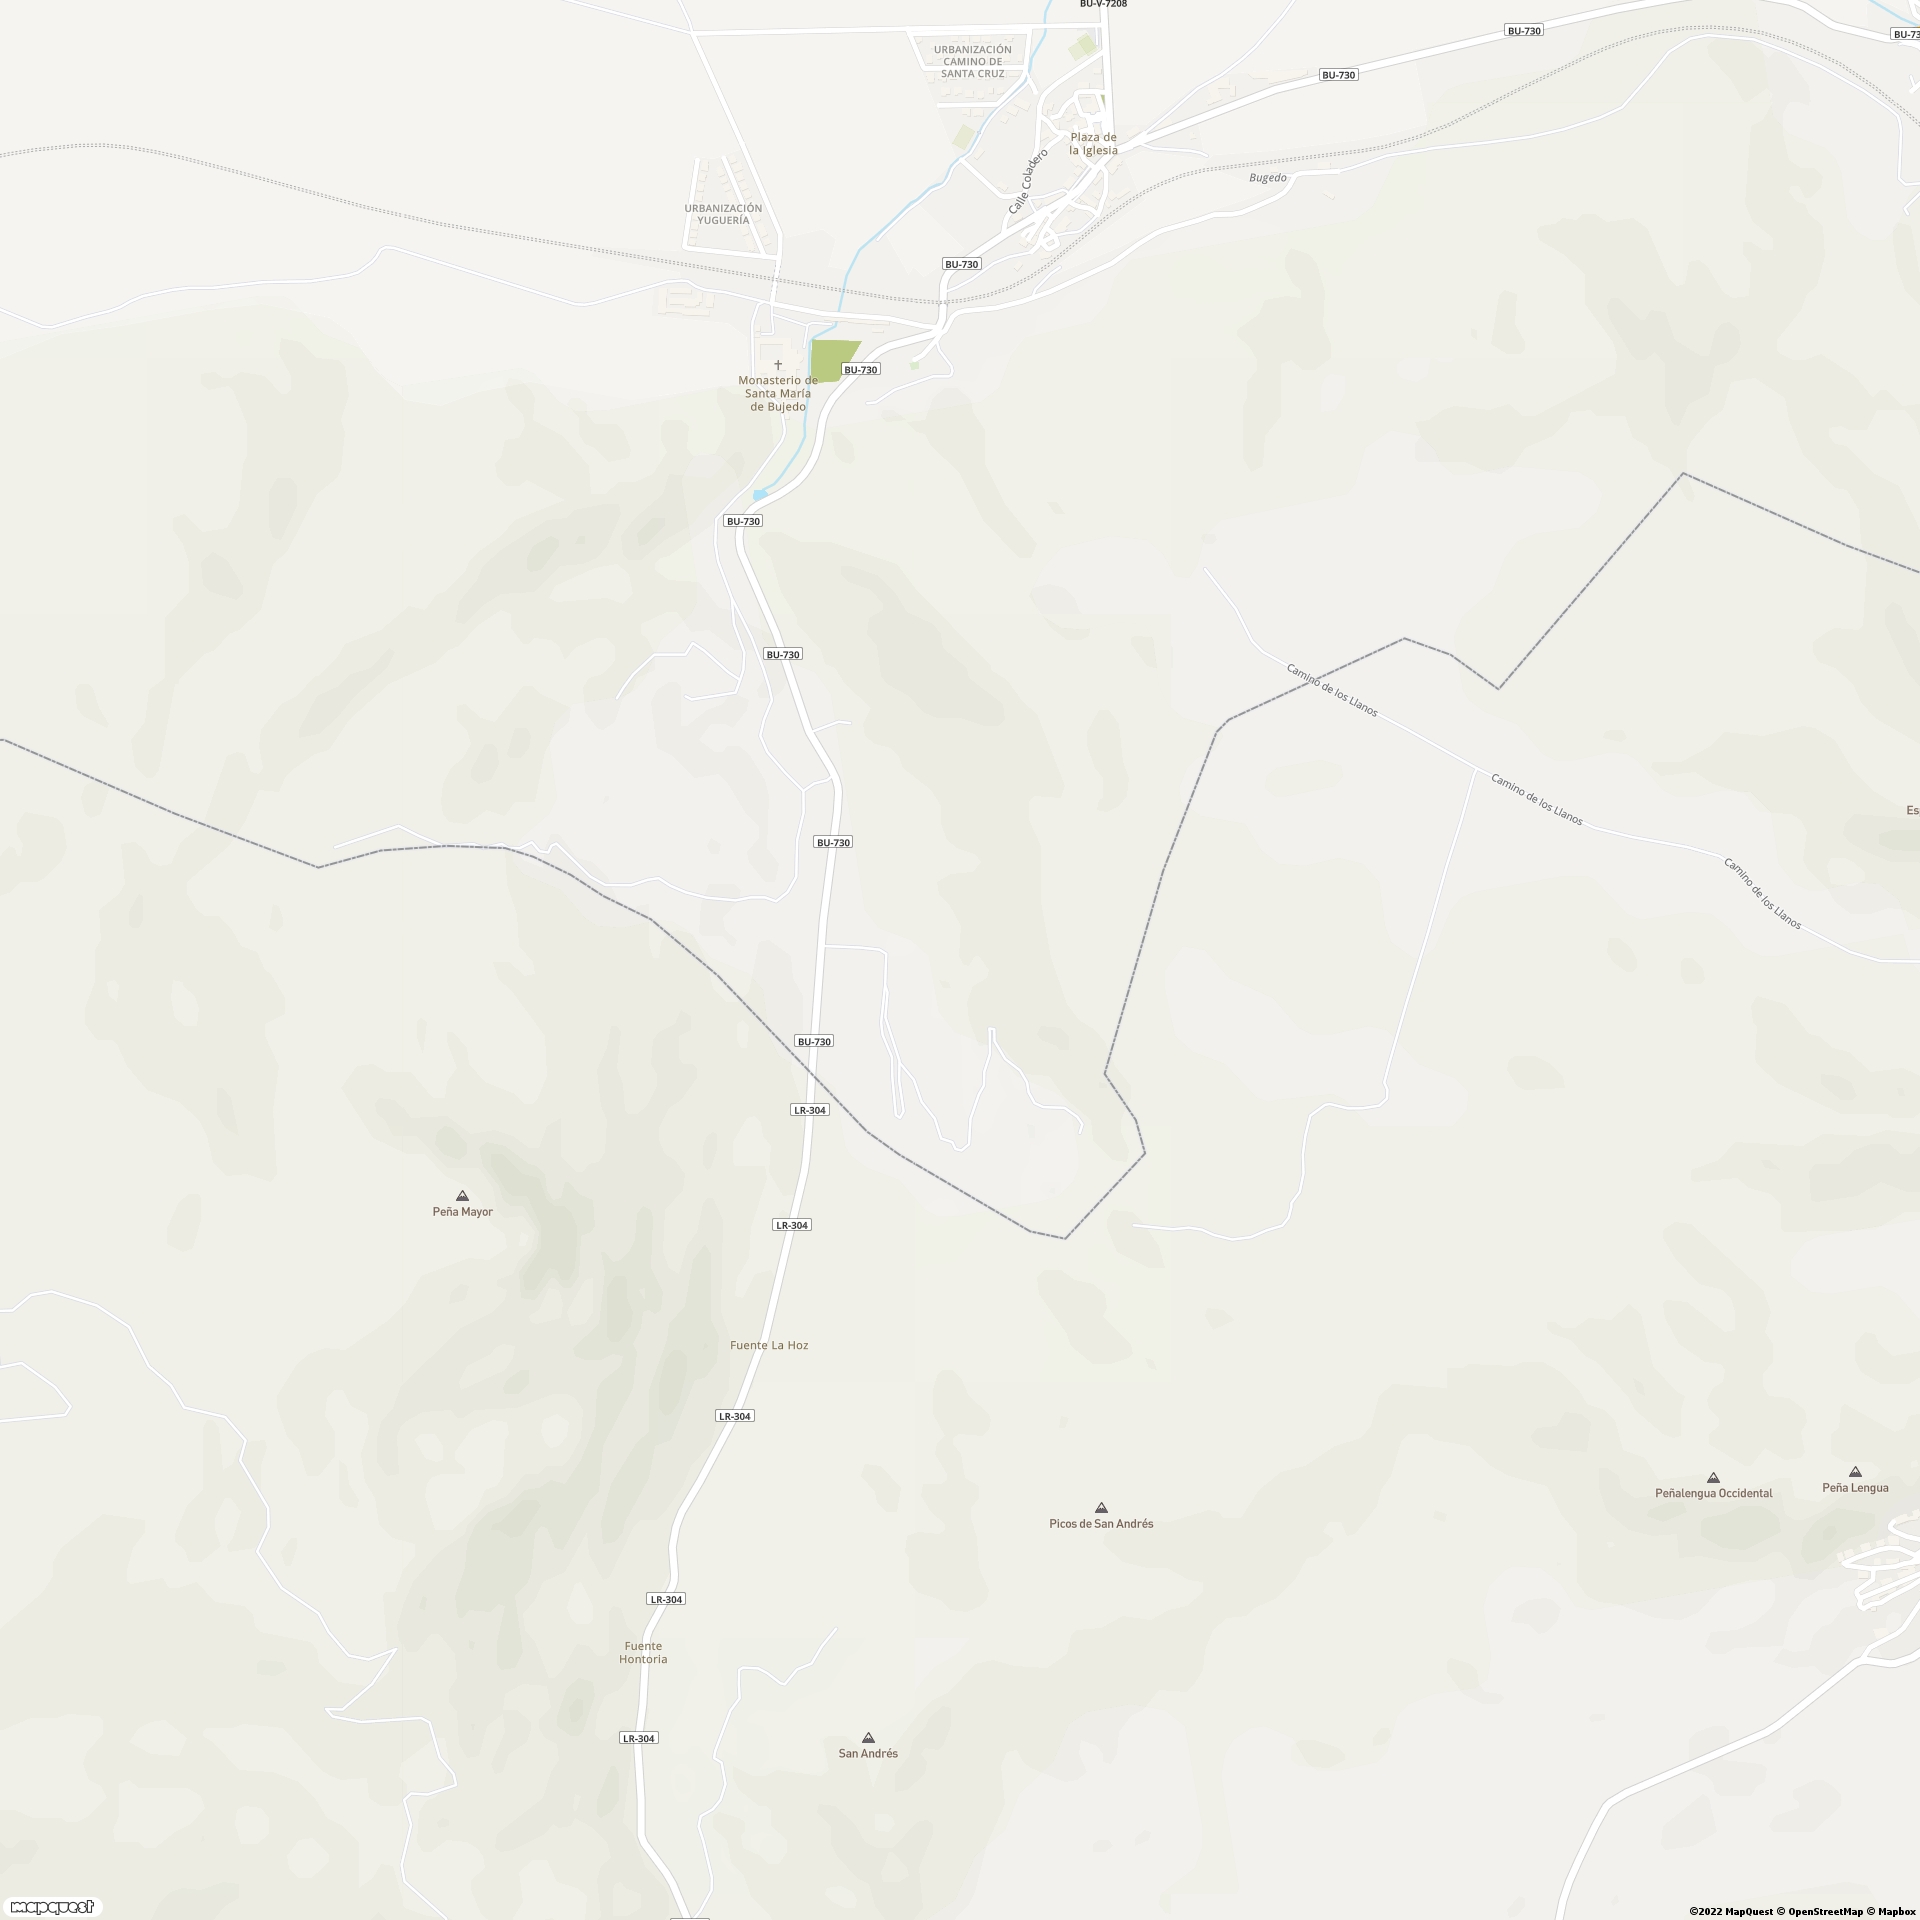 BU-V-7208
BU-730
BU-73
URBANIZACIÓN
CAMINO DE
SANTA CRUZ
BU-730
Plaza de
la Iglesia
Calle Coladero
Bugedo
URBANIZACIÓN
YUGUERÍA
BU-730
BU-730
Monasterio de
Santa María
de Bujedo
BU-730
BU-730
Camino de los Llanos
Camino de los Llanos
Es
BU-730
Camino de los Llanos
BU-730
LR-304
Peña Mayor
LR-304
Fuente La Hoz
LR-304
Peñalengua Occidental
Peña Lengua
Picos de San Andrés
LR-304
Fuente
Hontoria
LR-304
San Andrés
mapquest
©2022 MapQuest © OpenStreetMap © Mapbox